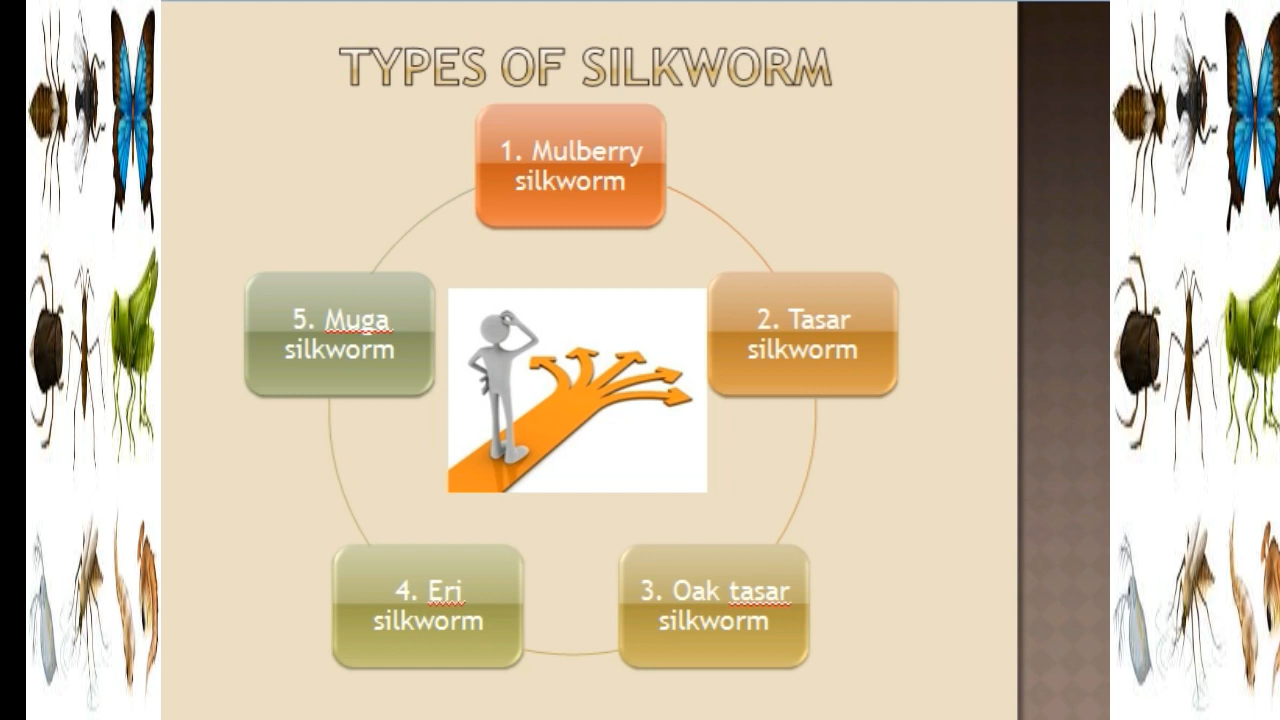 TYPES OF SILKWORM
1. Mulberry
silkworm
2. Tasar
silkworm
3. Oak tasar
silkworm
4. Eri
silkworm
5. Muga
silkworm